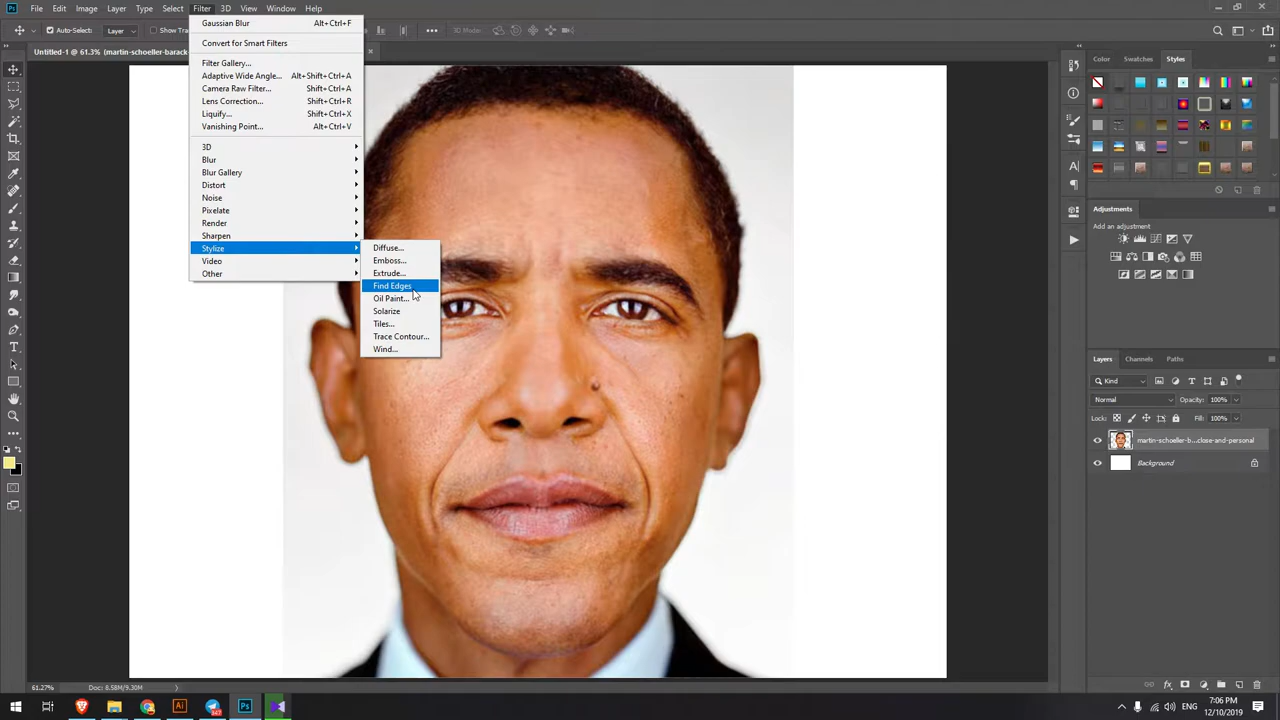 Ps File Edit Image Layer Type Select Filter 3D View Window Help
Auto-Select: Layer Show Tra
3D Mode:
Untitled-1 @ 61.3% (martin-schoeller-barack-
Gaussian Blur Alt+Ctrl+F
Convert for Smart Filters
Filter Gallery...
Adaptive Wide Angle... Alt+Shift+Ctrl+A
Camera Raw Filter... Shift+Ctrl+A
Lens Correction... Shift+Ctrl+R
Liquify... Shift+Ctrl+X
Vanishing Point... Alt+Ctrl+V
3D
Blur
Blur Gallery
Distort
Noise
Pixelate
Render
Sharpen
Stylize
Video
Other
Diffuse...
Emboss...
Extrude...
Find Edges
Oil Paint...
Solarize
Tiles...
Trace Contour...
Wind...
Color Swatches Styles
Adjustments
Add an adjustment
Layers Channels Paths
Kind
Normal Opacity: 100%
Lock: Fill: 100%
martin-schoeller-b...close-and-personal
Background
61.27% Doc: 8.58M/9.30M
Ai
Ps
ENG
7:06 PM
12/10/2019